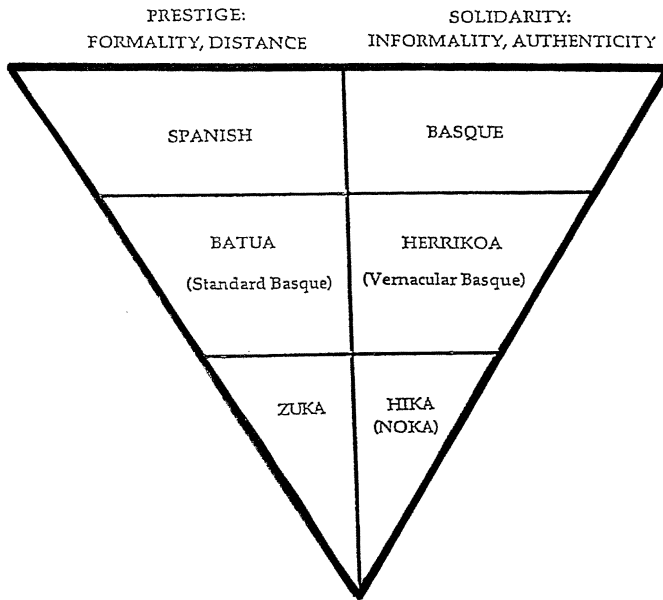 PRESTIGE:
FORMALITY, DISTANCE
SOLIDARITY:
INFORMALITY, AUTHENTICITY
SPANISH
BASQUE
BATUA
(Standard Basque)
HERRIKOA
(Vernacular Basque)
ZUKA
HIKA
(NOKA)